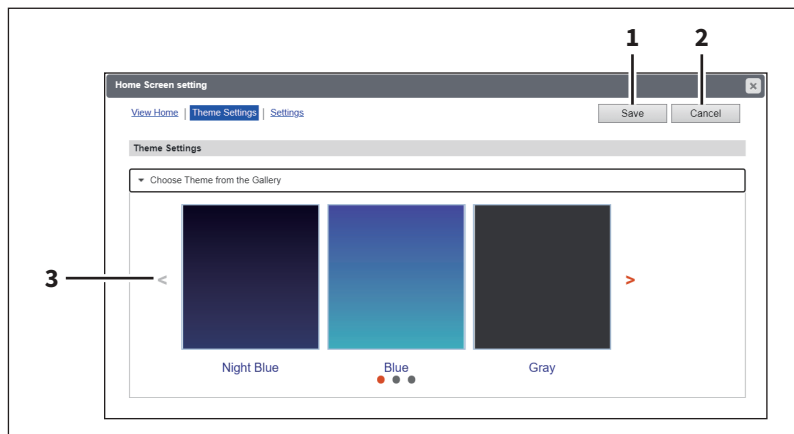 1 2
Home Screen setting
View Home | Theme Settings | Settings Save Cancel
Theme Settings
Choose Theme from the Gallery
3 < >
Night Blue Blue Gray